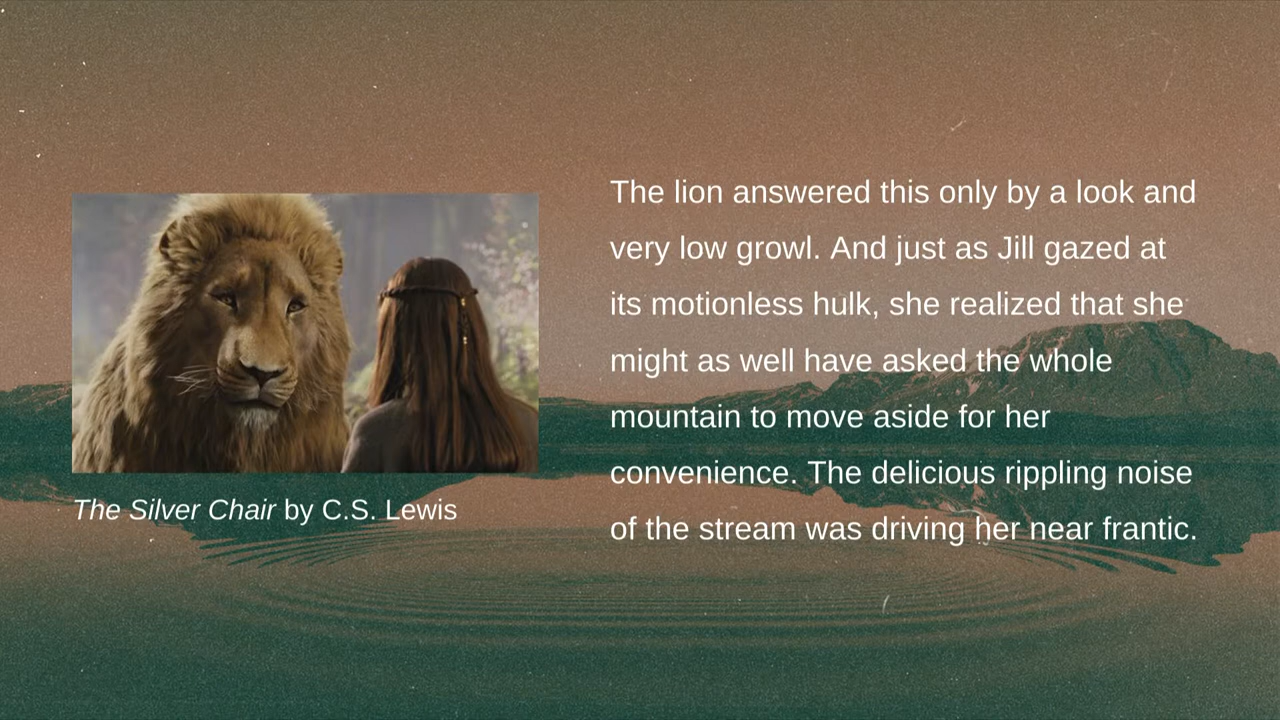 The lion answered this only by a look and
very low growl. And just as Jill gazed at
its motionless hulk, she realized that she
might as well have asked the whole
mountain to move aside for her
convenience. The delicious rippling noise
of the stream was driving her near frantic.
The Silver Chair by C.S. Lewis